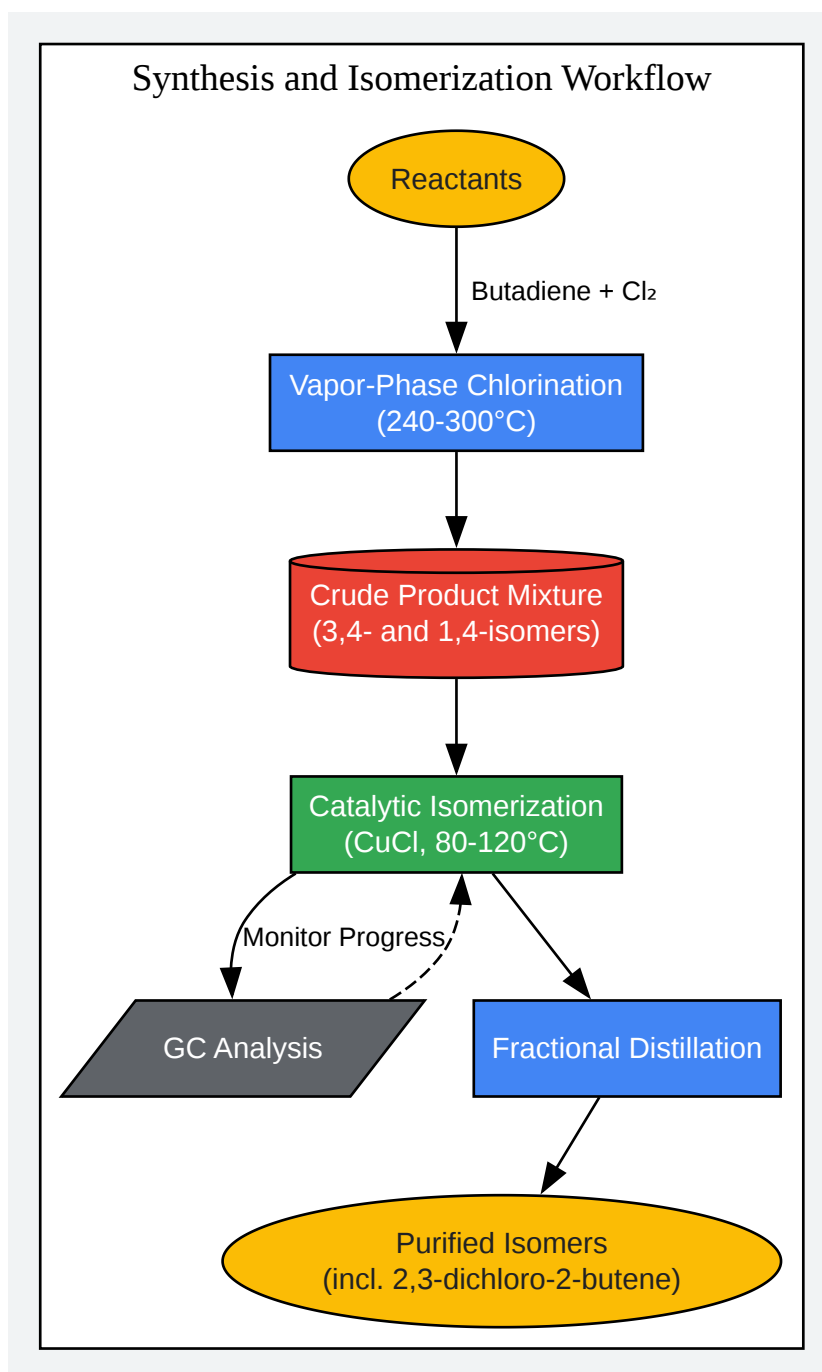 Synthesis and Isomerization Workflow
Reactants
Butadiene + Cl₂
Vapor-Phase Chlorination
(240-300°C)
Crude Product Mixture
(3,4- and 1,4-isomers)
Catalytic Isomerization
(CuCl, 80-120°C)
Monitor Progress
GC Analysis
Fractional Distillation
Purified Isomers
(incl. 2,3-dichloro-2-butene)